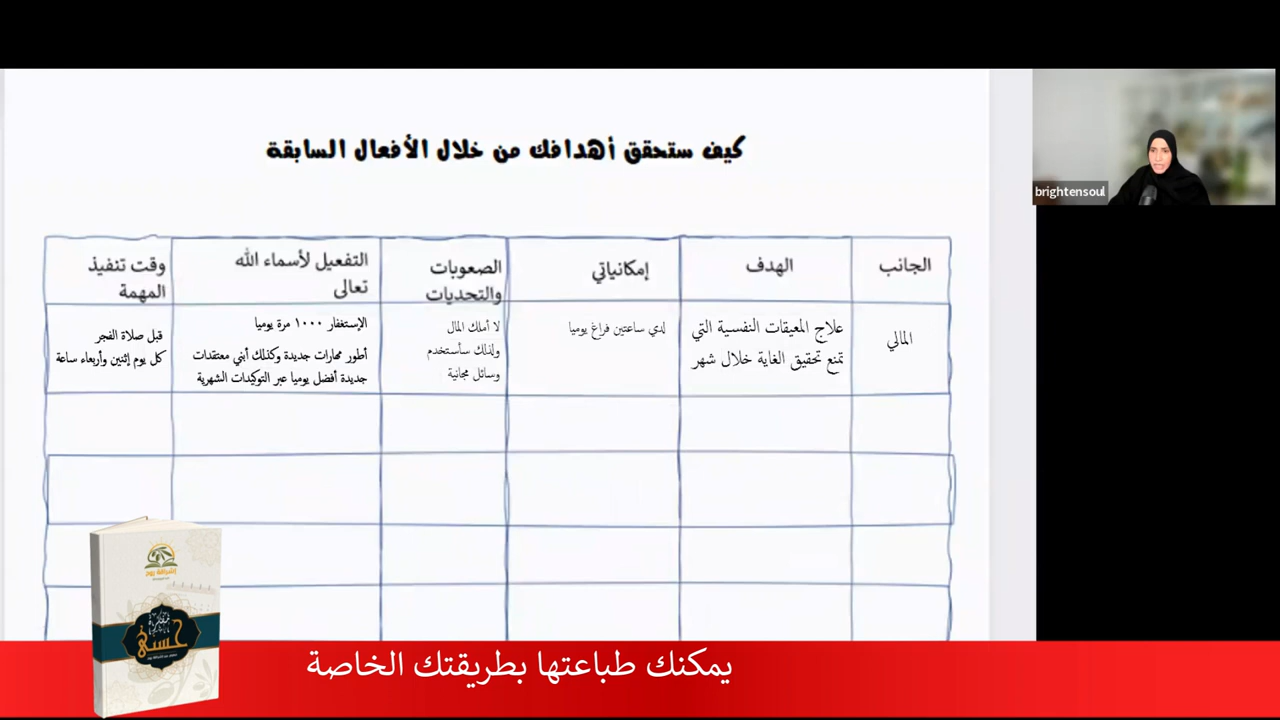 كيف ستحقق أهدافك من خلال الأفعال السابقة
brightensoul
الجانب
الهدف
إمكانياتي
الصعوبات
والتحديات
التفعيل لأسماء الله
تعالى
وقت تنفيذ
المهمة
المالي
علاج المعيقات النفسية التي
تمنع تحقيق الغاية خلال شهر
لدي ساعتين فراغ يوميا
لا أملك المال
ولذلك سأستخدم
وسائل مجانية
الإستغفار ١٠٠٠ مرة يوميا
أطور مهارات جديدة وكذلك أبني معتقدات
جديدة أفضل يوميا عبر التوكيدات الشهرية
قبل صلاة الفجر
كل يوم إثنين وأربعاء ساعة
إشراقة روح
حسنى
يمكنك طباعتها بطريقتك الخاصة